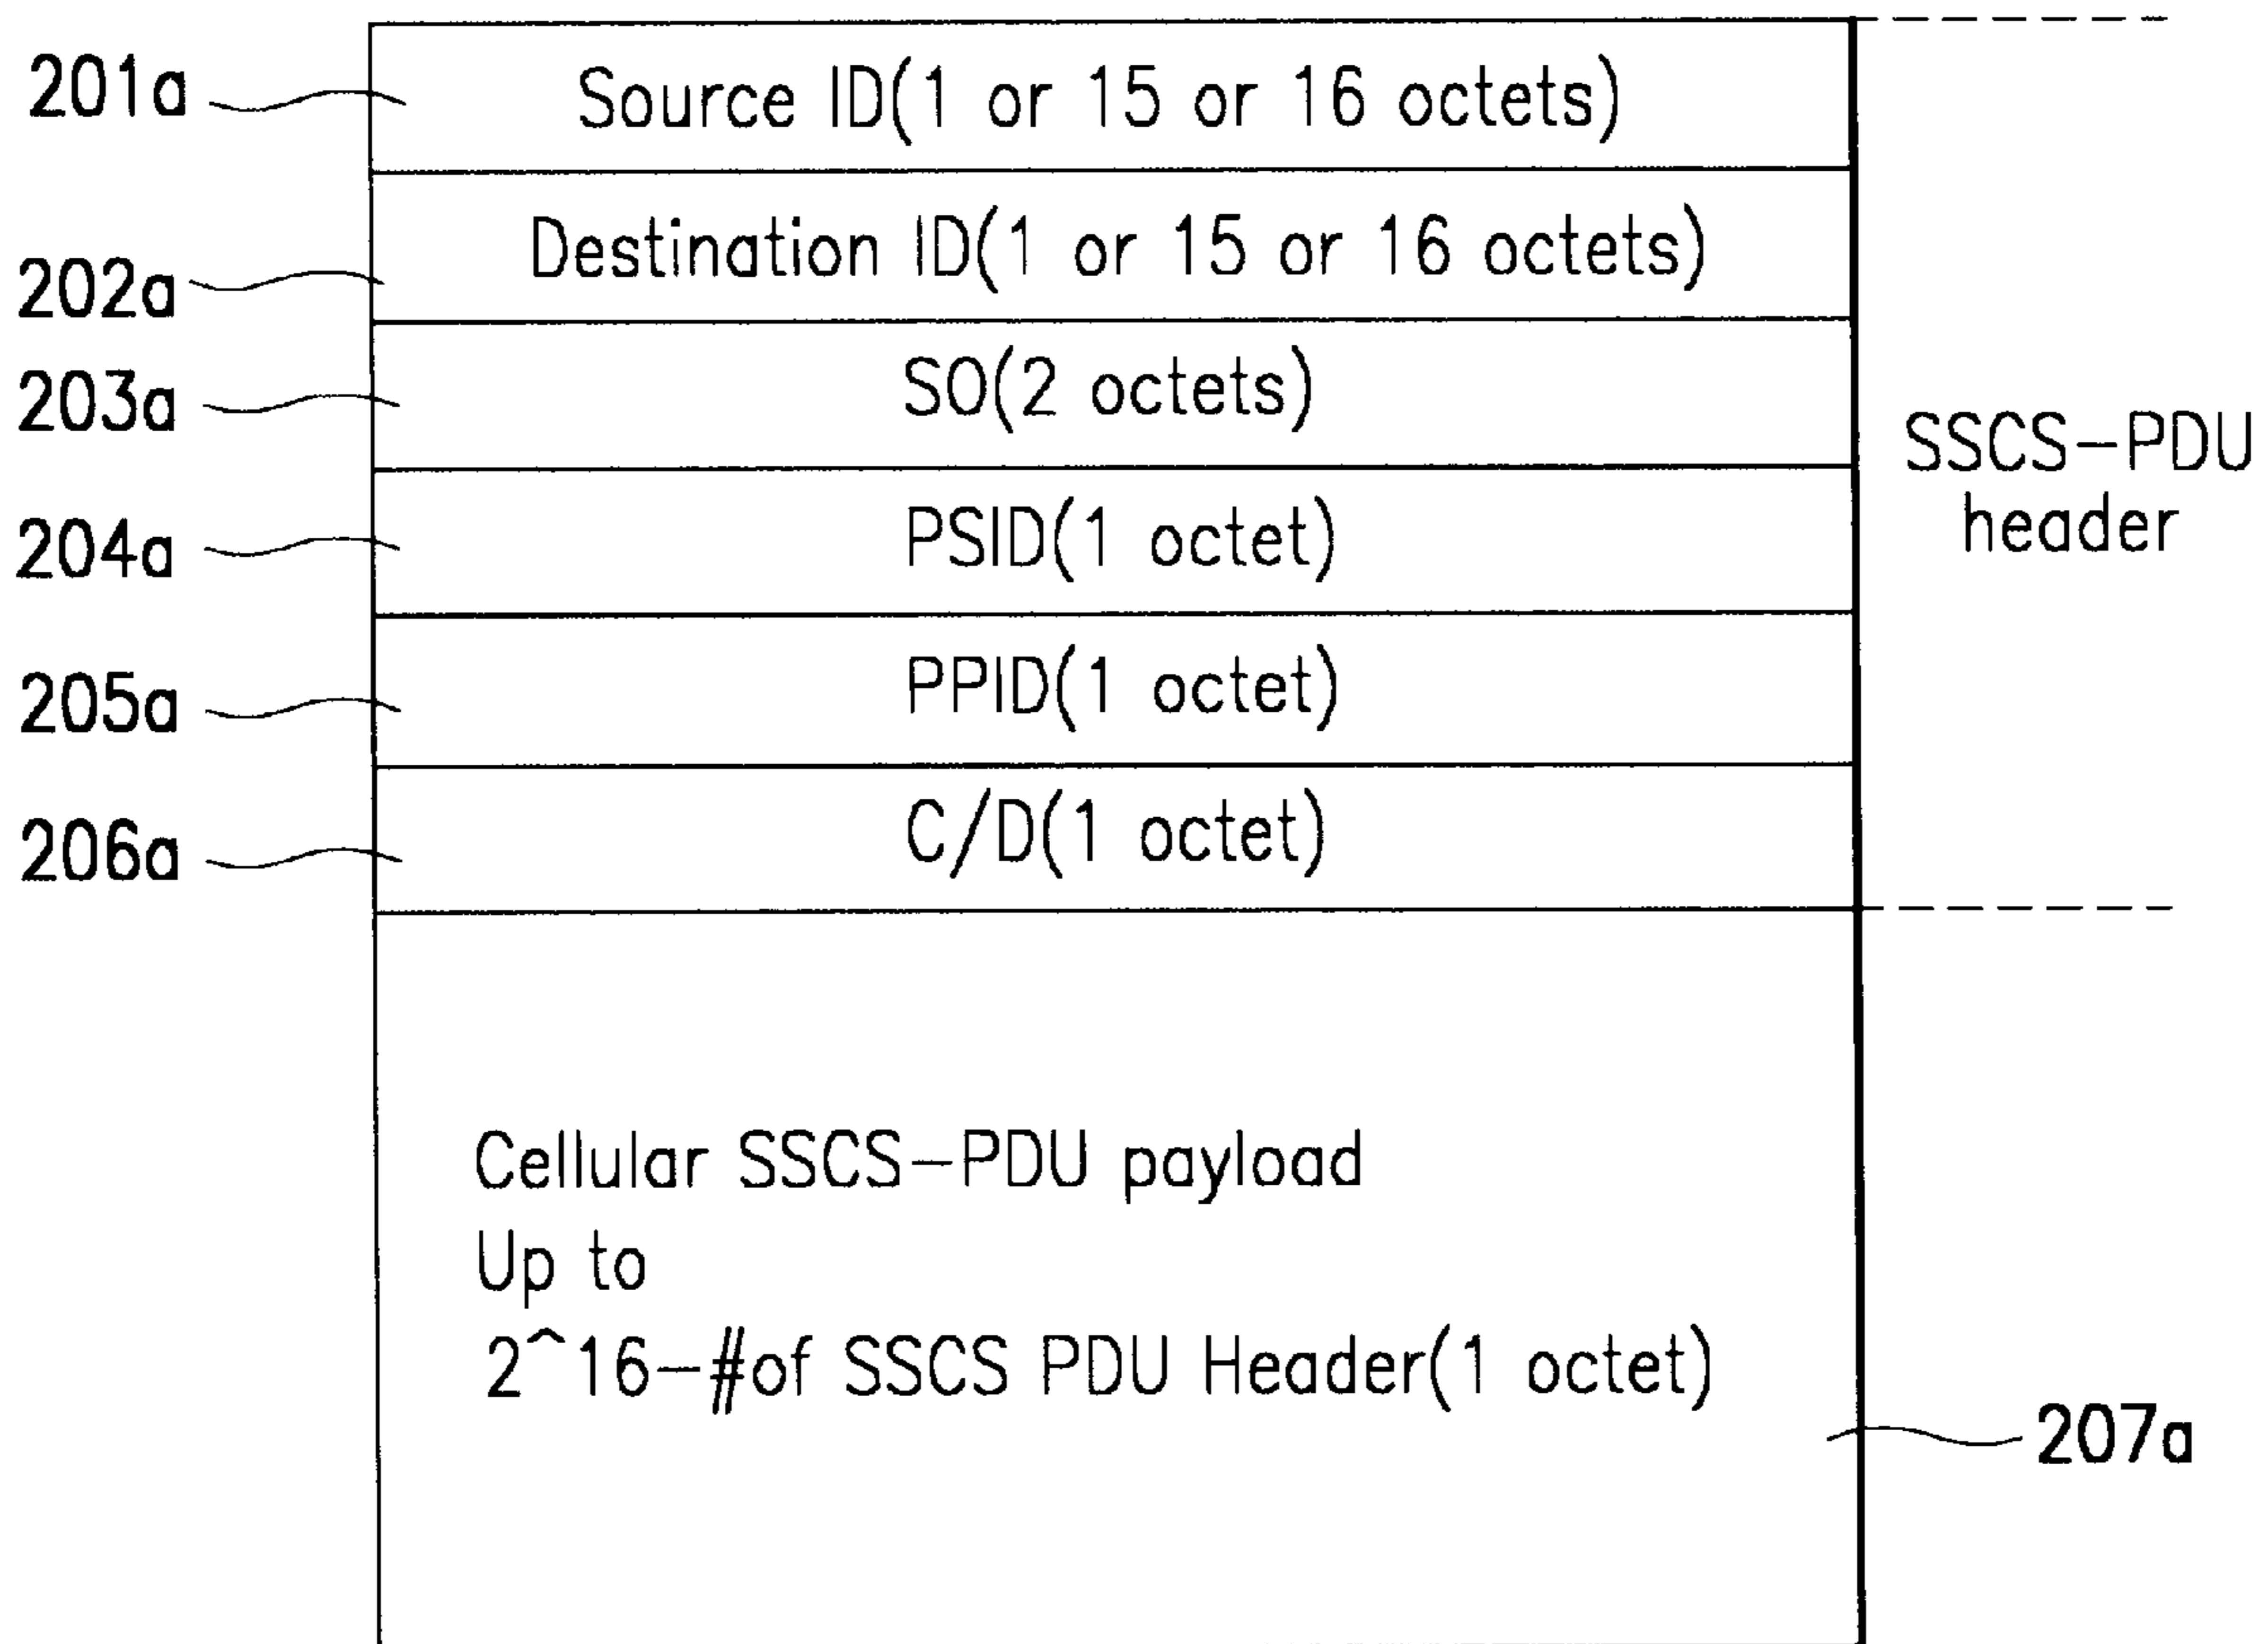 201a
Source ID(1 or 15 or 16 octets)
202a
Destination ID(1 or 15 or 16 octets)
203a
SO(2 octets)
SSCS-PDU
header
204a
PSID(1 octet)
205a
PPID(1 octet)
206a
C/D(1 octet)
Cellular SSCS-PDU payload
Up to
2^16-#of SSCS PDU Header(1 octet)
207a